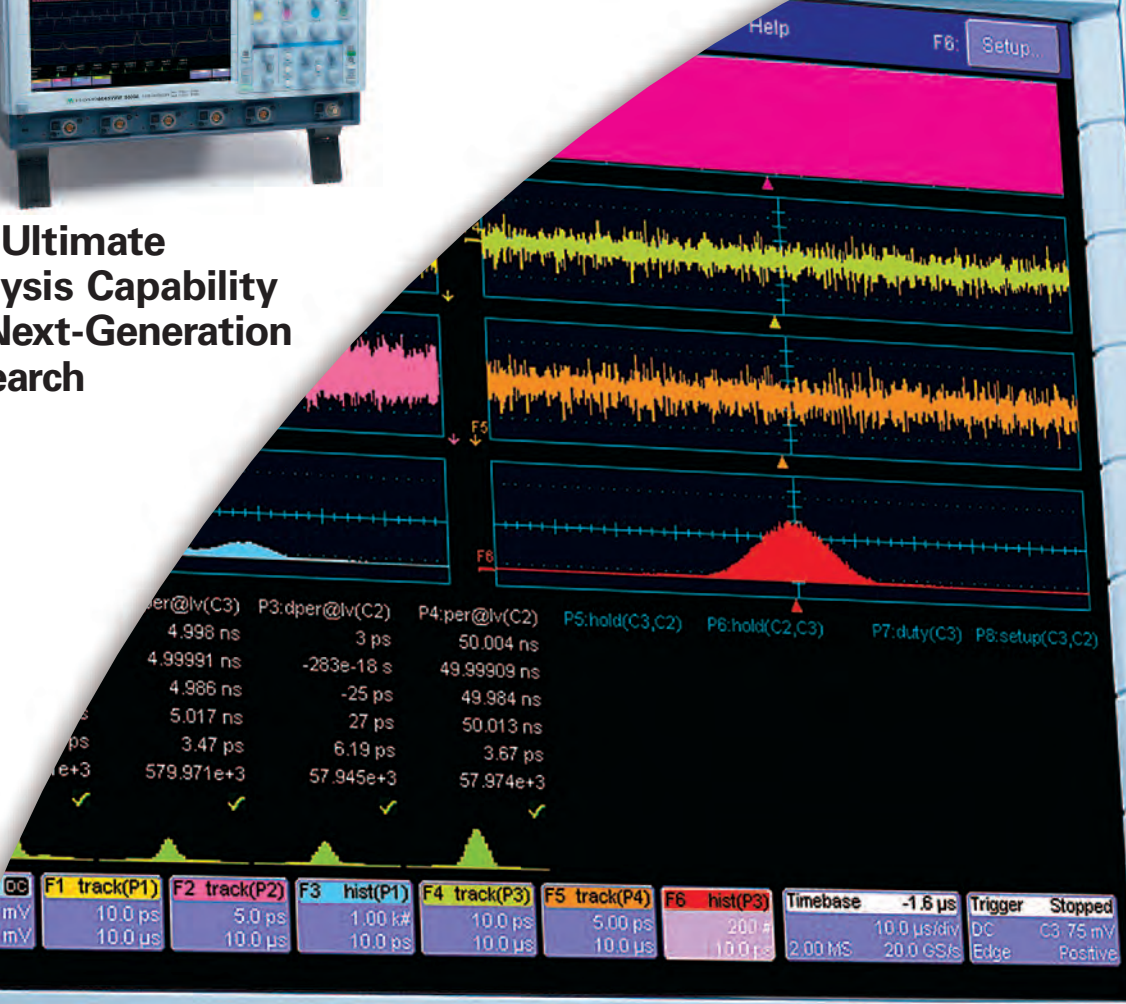 Help
F6:
Setup...
Ultimate
ysis Capability
Next-Generation
earch
F5
F6
per@lv(C3) P3:dper@lv(C2) P4:per@lv(C2) P5:hold(C3,C2) P6:hold(C2,C3) P7:duty(C3) P8:setup(C3,C2)
4.998 ns 3 ps 50.004 ns
4.99991 ns -283e-18 s 49.99909 ns
4.986 ns -25 ps 49.984 ns
s 5.017 ns 27 ps 50.013 ns
ps 3.47 ps 6.19 ps 3.67 ps
e+3 579.971e+3 57.945e+3 57.974e+3
DC F1 track(P1) F2 track(P2) F3 hist(P1) F4 track(P3) F5 track(P4) F6 hist(P3) Timebase -1.6 µs Trigger Stopped
mV 10.0 ps 5.0 ps 1.00 k# 10.0 ps 5.00 ps 200 # 10.0 µs/div DC C3 75 mV
mV 10.0 µs 10.0 µs 10.0 ps 10.0 µs 10.0 µs 10.0 ps 2.00 MS 20.0 GS/s Edge Positive